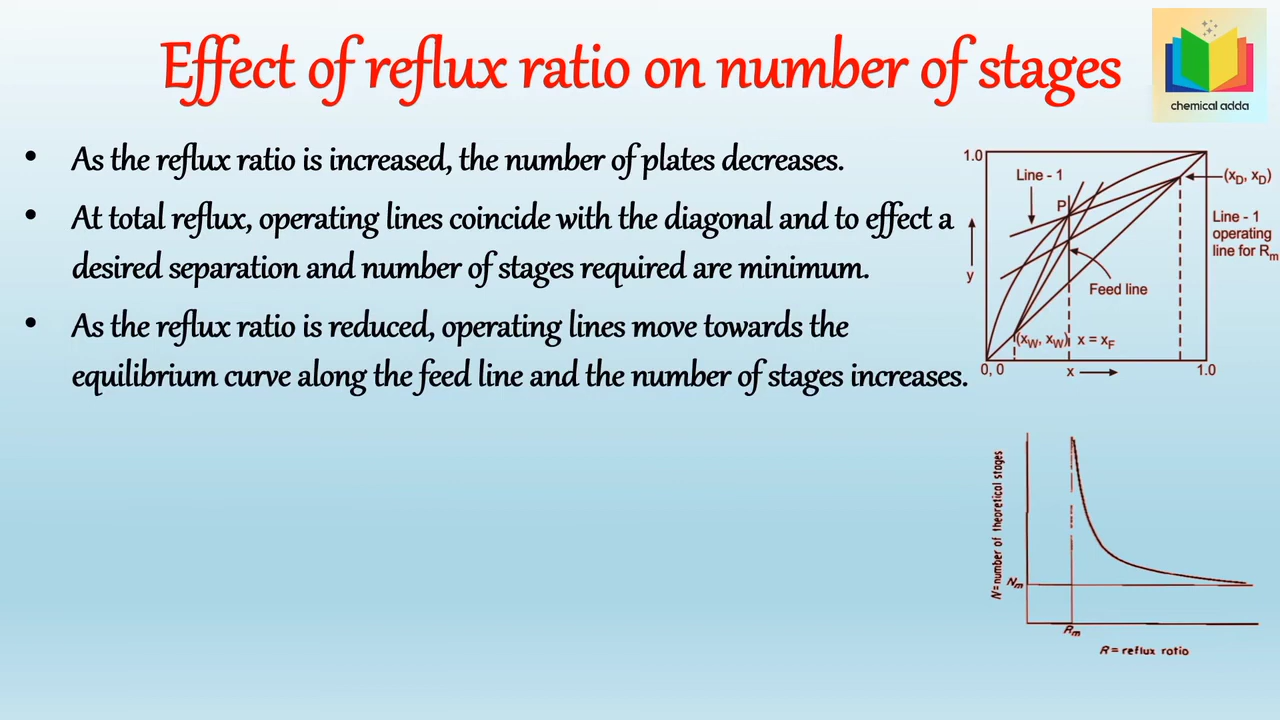 Effect of reflux ratio on number of stages
chemical adda
• As the reflux ratio is increased, the number of plates decreases.
• At total reflux, operating lines coincide with the diagonal and to effect a
desired separation and number of stages required are minimum.
• As the reflux ratio is reduced, operating lines move towards the
equilibrium curve along the feed line and the number of stages increases.
1.0
Line - 1
(xD, xD)
P
Line - 1
operating
line for Rm
y
Feed line
(xW, xW)
x = xF
0, 0
x
1.0
N=number of theoretical stages
Nm
Rm
R=reflux ratio